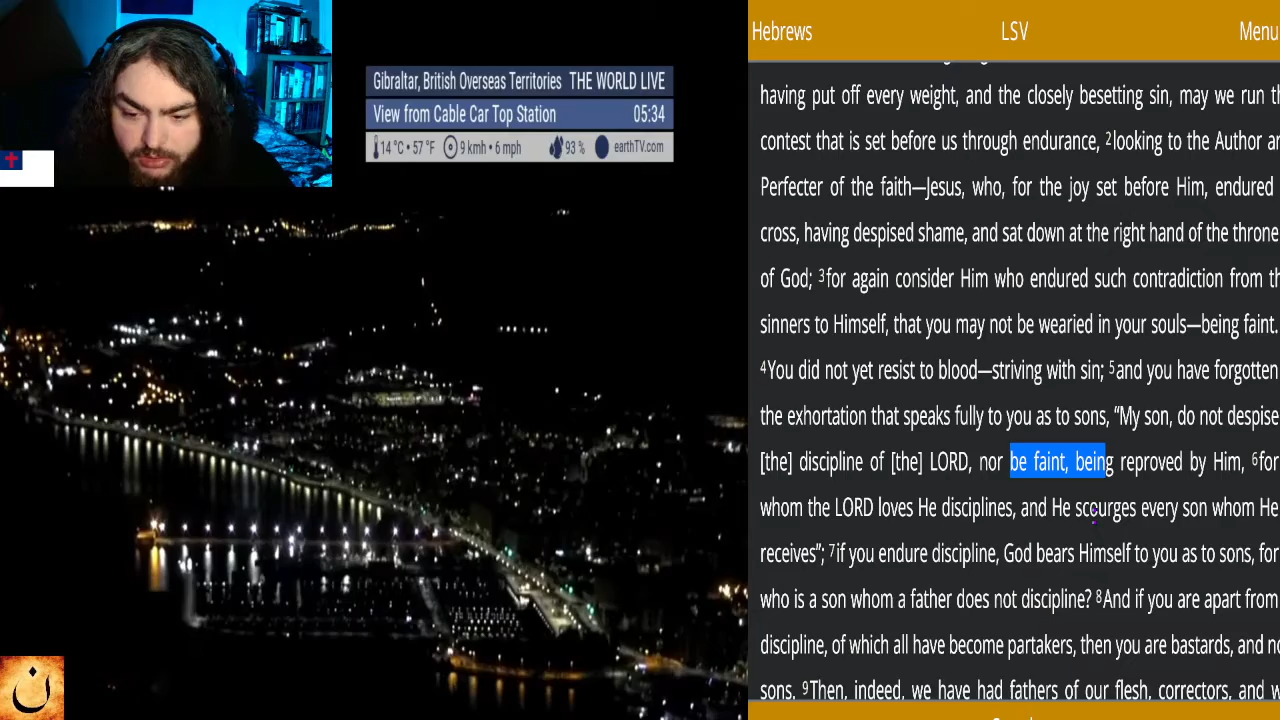 Gibraltar, British Overseas Territories THE WORLD LIVE
View from Cable Car Top Station 05:34
14 °C • 57 °F 9 kmh • 6 mph 93 % earthTV.com
ن
Hebrews LSV Menu
having put off every weight, and the closely besetting sin, may we run th
contest that is set before us through endurance, 2looking to the Author an
Perfecter of the faith—Jesus, who, for the joy set before Him, endured
cross, having despised shame, and sat down at the right hand of the throne
of God; 3for again consider Him who endured such contradiction from th
sinners to Himself, that you may not be wearied in your souls—being faint.
4You did not yet resist to blood—striving with sin; 5and you have forgotten
the exhortation that speaks fully to you as to sons, “My son, do not despise
[the] discipline of [the] LORD, nor be faint, being reproved by Him, 6for
whom the LORD loves He disciplines, and He scourges every son whom He
receives”; 7if you endure discipline, God bears Himself to you as to sons, for
who is a son whom a father does not discipline? 8And if you are apart from
discipline, of which all have become partakers, then you are bastards, and no
sons. 9Then, indeed, we have had fathers of our flesh, correctors, and w